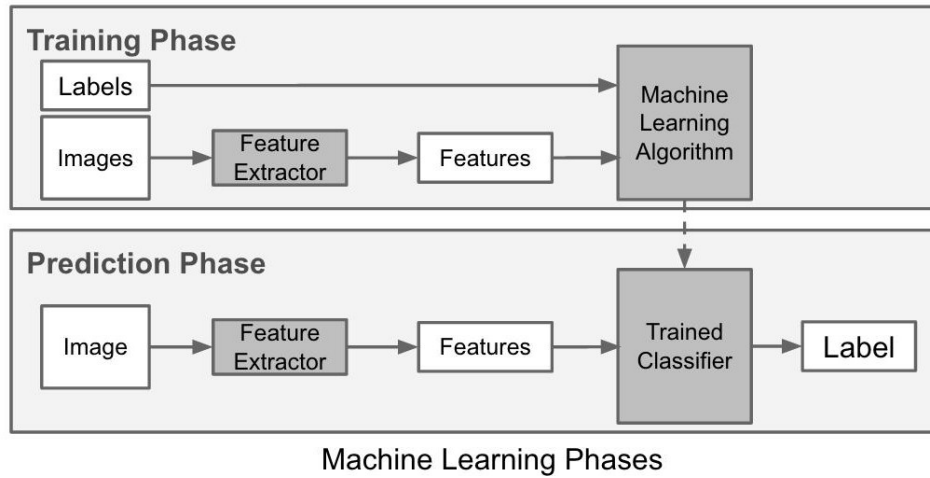 Training Phase
Labels
Images
Feature
Extractor
Features
Machine
Learning
Algorithm
Prediction Phase
Image
Feature
Extractor
Features
Trained
Classifier
Label
Machine Learning Phases